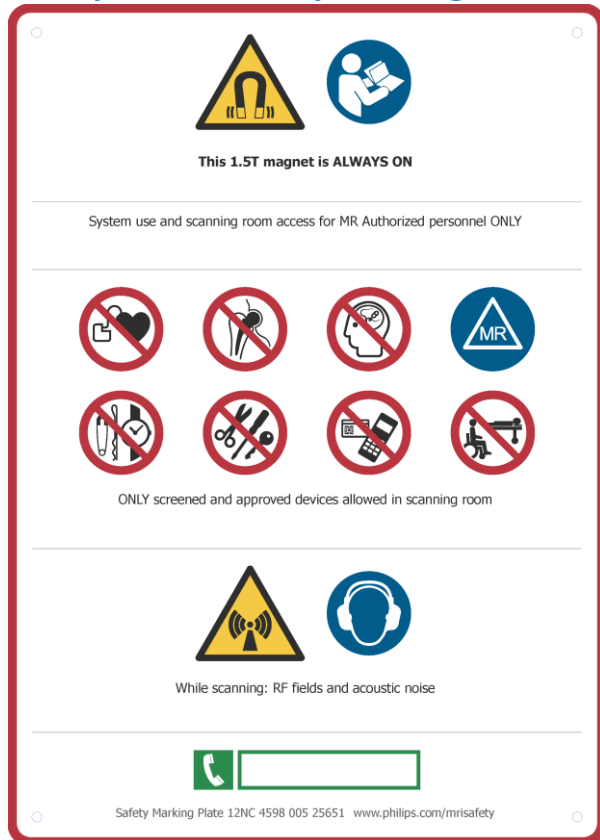 This 1.5T magnet is ALWAYS ON
System use and scanning room access for MR Authorized personnel ONLY
MR
ONLY screened and approved devices allowed in scanning room
While scanning: RF fields and acoustic noise
Safety Marking Plate 12NC 4598 005 25651 www.philips.com/mrisafety